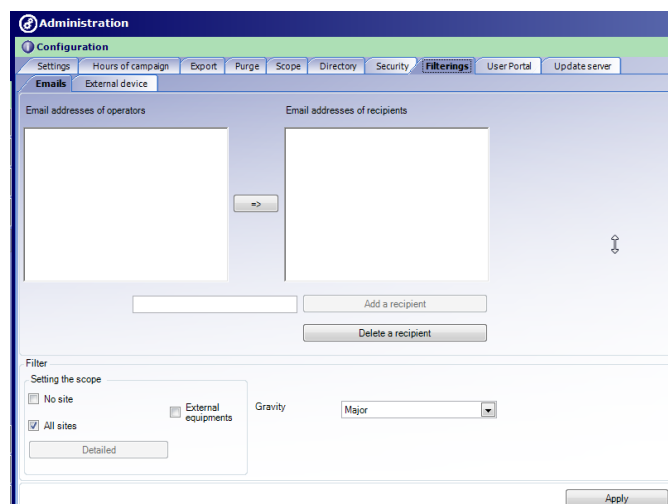 Administration
Configuration
Settings Hours of campaign Export Purge Scope Directory Security Filterings User Portal Update server
Emails External device
Email addresses of operators Email addresses of recipients
=>
Add a recipient
Delete a recipient
Filter
Setting the scope
No site
External equipments
Gravity Major
All sites
Detailed
Apply